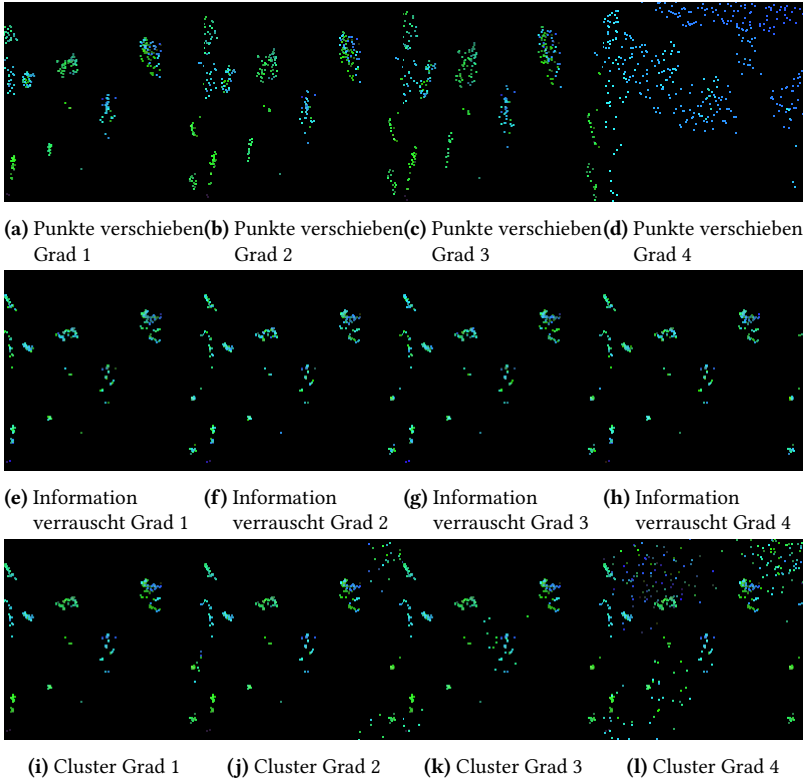 (a) Punkte verschieben Grad 1
(b) Punkte verschieben Grad 2
(c) Punkte verschieben Grad 3
(d) Punkte verschieben Grad 4
(e) Information verrauscht Grad 1
(f) Information verrauscht Grad 2
(g) Information verrauscht Grad 3
(h) Information verrauscht Grad 4
(i) Cluster Grad 1
(j) Cluster Grad 2
(k) Cluster Grad 3
(l) Cluster Grad 4